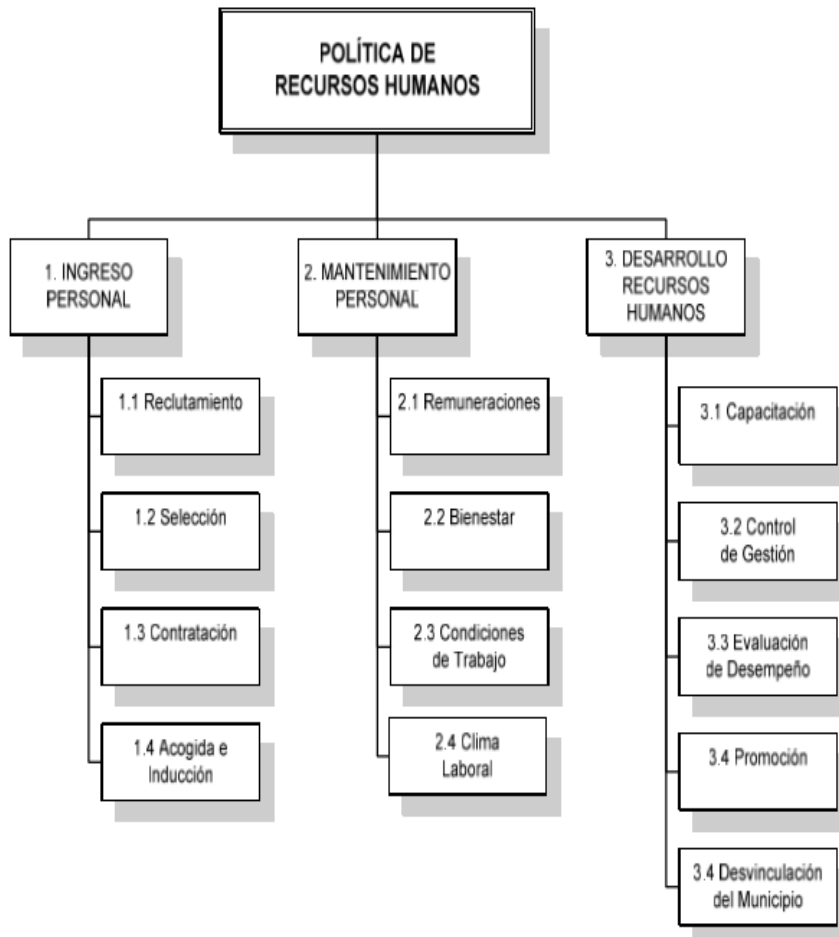 POLÍTICA DE
RECURSOS HUMANOS
1. INGRESO
PERSONAL
1.1 Reclutamiento
1.2 Selección
1.3 Contratación
1.4 Acogida e
Inducción
2. MANTENIMIENTO
PERSONAL
2.1 Remuneraciones
2.2 Bienestar
2.3 Condiciones
de Trabajo
2.4 Clima
Laboral
3. DESARROLLO
RECURSOS
HUMANOS
3.1 Capacitación
3.2 Control
de Gestión
3.3 Evaluación
de Desempeño
3.4 Promoción
3.4 Desvinculación
del Municipio